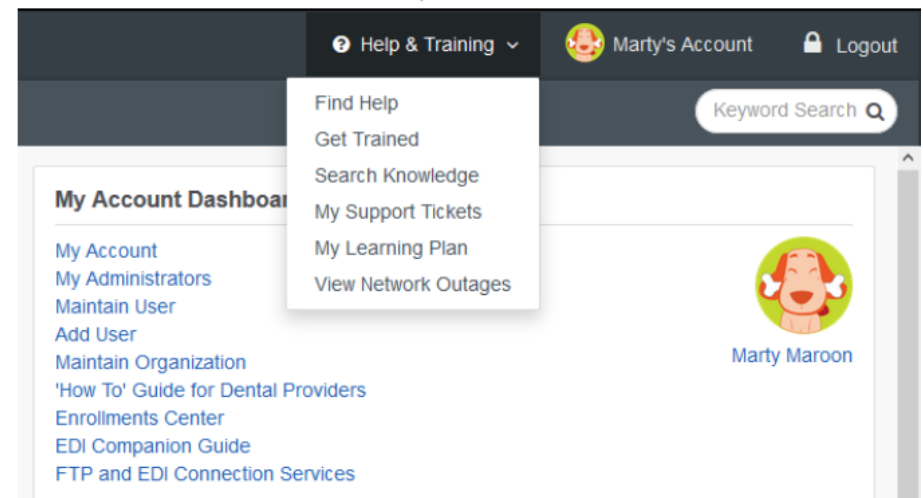 Help & Training
Marty's Account
Logout
Keyword Search
Find Help
Get Trained
Search Knowledge
My Support Tickets
My Learning Plan
View Network Outages
My Account Dashboar
My Account
My Administrators
Maintain User
Add User
Maintain Organization
'How To' Guide for Dental Providers
Enrollments Center
EDI Companion Guide
FTP and EDI Connection Services
Marty Maroon